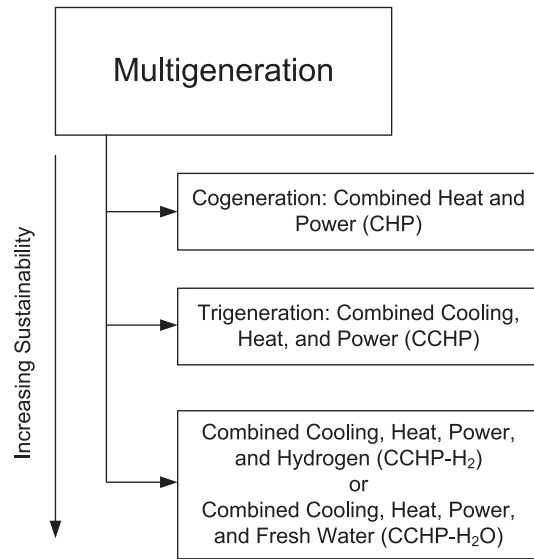 Multigeneration
Increasing Sustainability
Cogeneration: Combined Heat and
Power (CHP)
Trigeneration: Combined Cooling,
Heat, and Power (CCHP)
Combined Cooling, Heat, Power,
and Hydrogen (CCHP-H₂)
or
Combined Cooling, Heat, Power,
and Fresh Water (CCHP-H₂O)